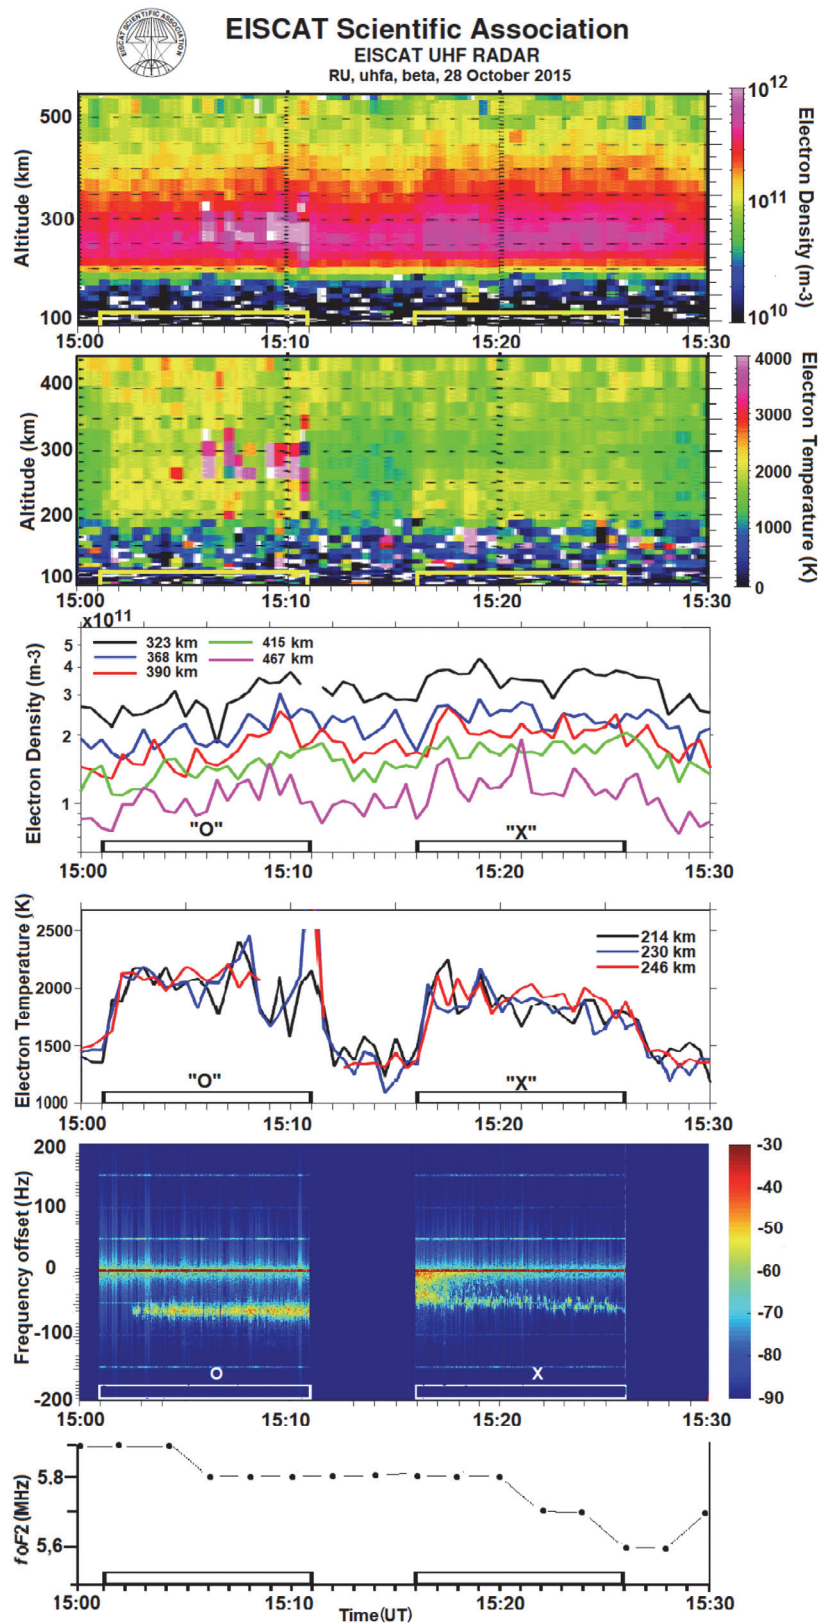 EISCAT SCIENTIFIC ASSOCIATION
EISCAT Scientific Association
EISCAT UHF RADAR
RU, uhfa, beta, 28 October 2015
Altitude (km)
500
300
100
15:00
15:10
15:20
15:30
10^12
10^11
10^10
Electron Density (m-3)
Altitude (km)
400
300
200
100
15:00
15:10
15:20
15:30
4000
3000
2000
1000
0
Electron Temperature (K)
x10^11
Electron Density (m-3)
5
4
3
2
1
323 km
368 km
390 km
415 km
467 km
"O"
"X"
15:00
15:10
15:20
15:30
Electron Temperature (K)
2500
2000
1500
1000
214 km
230 km
246 km
"O"
"X"
15:00
15:10
15:20
15:30
Frequency offset (Hz)
200
100
0
-100
-200
O
X
15:00
15:10
15:20
15:30
-30
-40
-50
-60
-70
-80
-90
foF2 (MHz)
5,8
5,6
15:00
15:10
15:20
15:30
Time(UT)